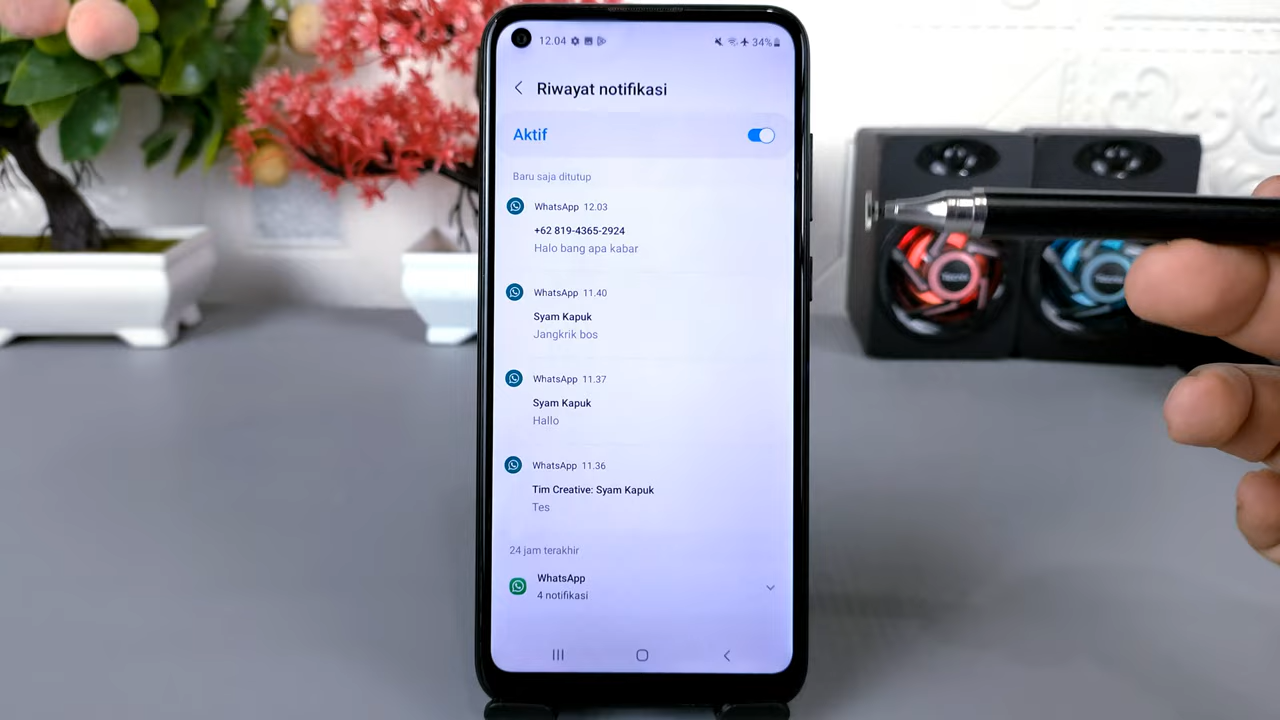 12.04
34%
Riwayat notifikasi
Aktif
Baru saja ditutup
WhatsApp 12.03
+62 819-4365-2924
Halo bang apa kabar
WhatsApp 11.40
Syam Kapuk
Jangkrik bos
WhatsApp 11.37
Syam Kapuk
Hallo
WhatsApp 11.36
Tim Creative: Syam Kapuk
Tes
24 jam terakhir
WhatsApp
4 notifikasi